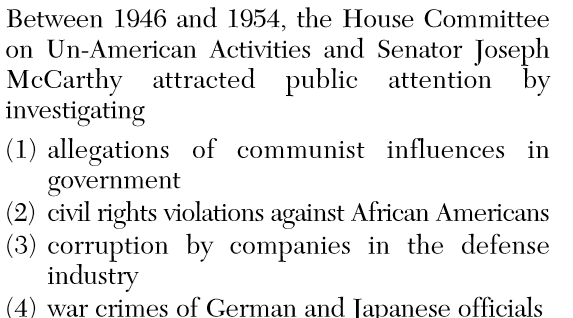 Between 1946 and 1954, the House Committee
on Un-American Activities and Senator Joseph
McCarthy attracted public attention by
investigating
(1) allegations of communist influences in
government
(2) civil rights violations against African Americans
(3) corruption by companies in the defense
industry
(4) war crimes of German and Japanese officials